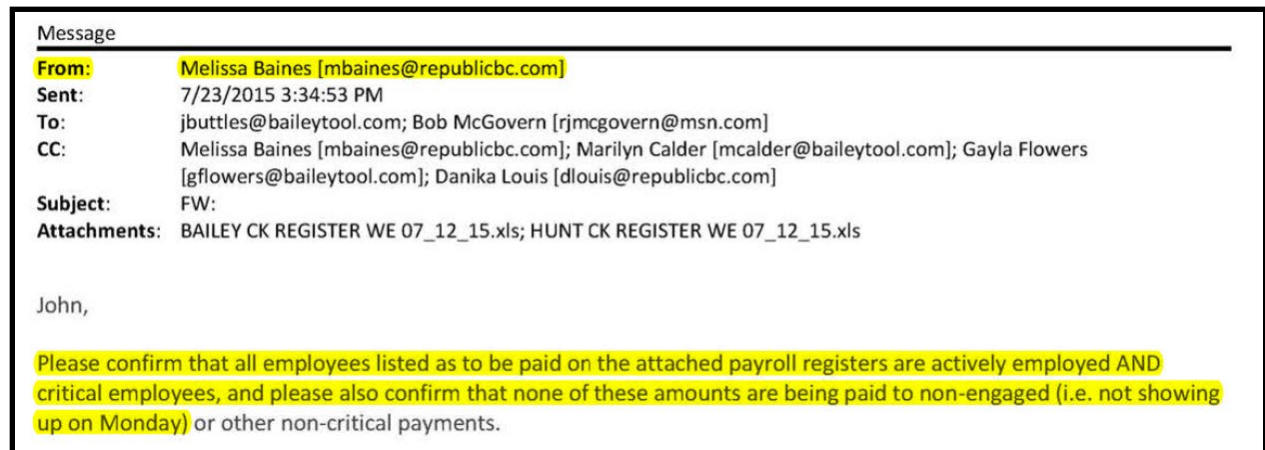 Message
From: Melissa Baines [mbaines@republicbc.com]
Sent: 7/23/2015 3:34:53 PM
To: jbuttles@baileytool.com; Bob McGovern [rjmcgovern@msn.com]
CC: Melissa Baines [mbaines@republicbc.com]; Marilyn Calder [mcalder@baileytool.com]; Gayla Flowers
[gflowers@baileytool.com]; Danika Louis [dlouis@republicbc.com]
Subject: FW:
Attachments: BAILEY CK REGISTER WE 07_12_15.xls; HUNT CK REGISTER WE 07_12_15.xls
John,
Please confirm that all employees listed as to be paid on the attached payroll registers are actively employed AND
critical employees, and please also confirm that none of these amounts are being paid to non-engaged (i.e. not showing
up on Monday) or other non-critical payments.